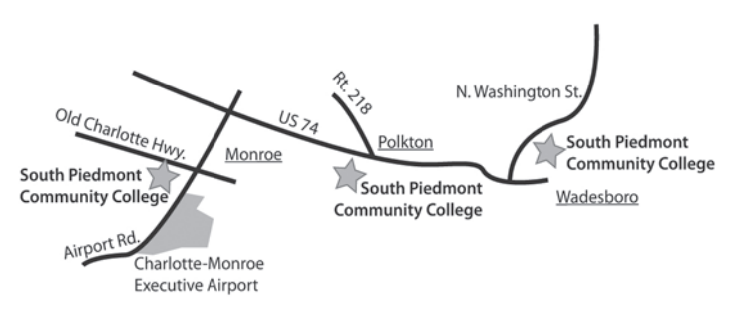 Old Charlotte Hwy.
South Piedmont
Community College
Airport Rd.
Charlotte-Monroe
Executive Airport
Monroe
US 74
Rt. 218
Polkton
South Piedmont
Community College
N. Washington St.
South Piedmont
Community College
Wadesboro